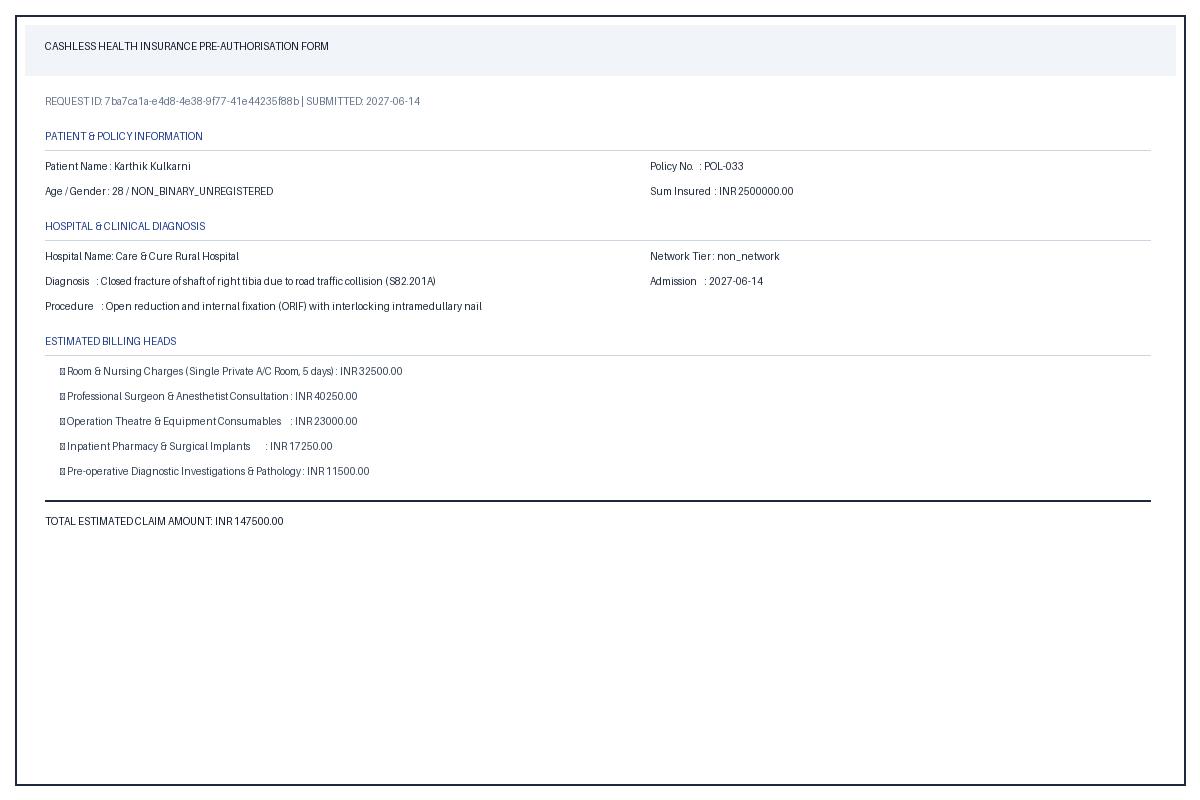 CASHLESS HEALTH INSURANCE PRE-AUTHORISATION FORM
REQUEST ID: 7ba7ca1a-e4d8-4e38-9f77-41e44235f88b | SUBMITTED: 2027-06-14
PATIENT & POLICY INFORMATION
Patient Name : Karthik Kulkarni
Policy No. : POL-033
Age / Gender : 28 / NON_BINARY_UNREGISTERED
Sum Insured : INR 2500000.00
HOSPITAL & CLINICAL DIAGNOSIS
Hospital Name: Care & Cure Rural Hospital
Network Tier : non_network
Diagnosis : Closed fracture of shaft of right tibia due to road traffic collision (S82.201A)
Admission : 2027-06-14
Procedure : Open reduction and internal fixation (ORIF) with interlocking intramedullary nail
ESTIMATED BILLING HEADS
Room & Nursing Charges (Single Private A/C Room, 5 days) : INR 32500.00
Professional Surgeon & Anesthetist Consultation : INR 40250.00
Operation Theatre & Equipment Consumables : INR 23000.00
Inpatient Pharmacy & Surgical Implants : INR 17250.00
Pre-operative Diagnostic Investigations & Pathology : INR 11500.00
TOTAL ESTIMATED CLAIM AMOUNT: INR 147500.00